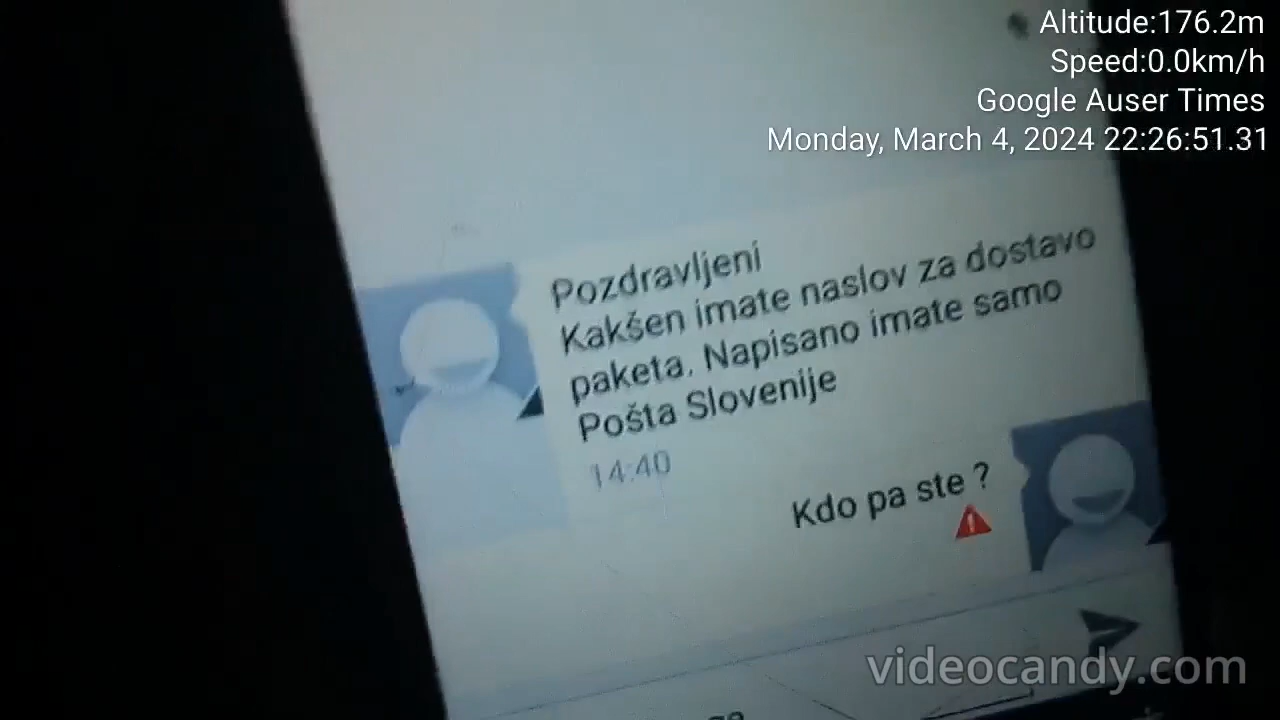 Altitude:176.2m
Speed:0.0km/h
Google Auser Times
Monday, March 4, 2024 22:26:51.31
Pozdravljeni
Kakšen imate naslov za dostavo
paketa. Napisano imate samo
Pošta Slovenije
14:40
Kdo pa ste ?
videocandy.com